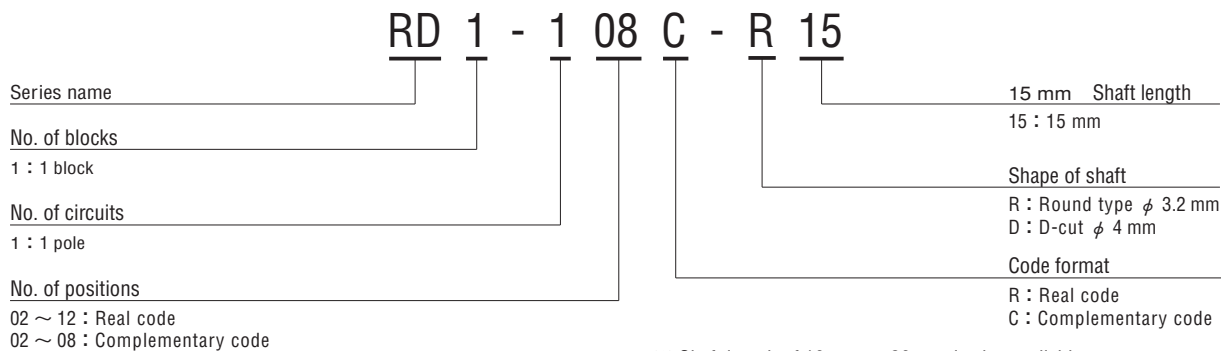 RD 1 - 1 08 C - R 15
Series name
No. of blocks
1 : 1 block
No. of circuits
1 : 1 pole
No. of positions
02 ~ 12 : Real code
02 ~ 08 : Complementary code
15 mm Shaft length
15 : 15 mm
Shape of shaft
R : Round type φ 3.2 mm
D : D-cut φ 4 mm
Code format
R : Real code
C : Complementary code